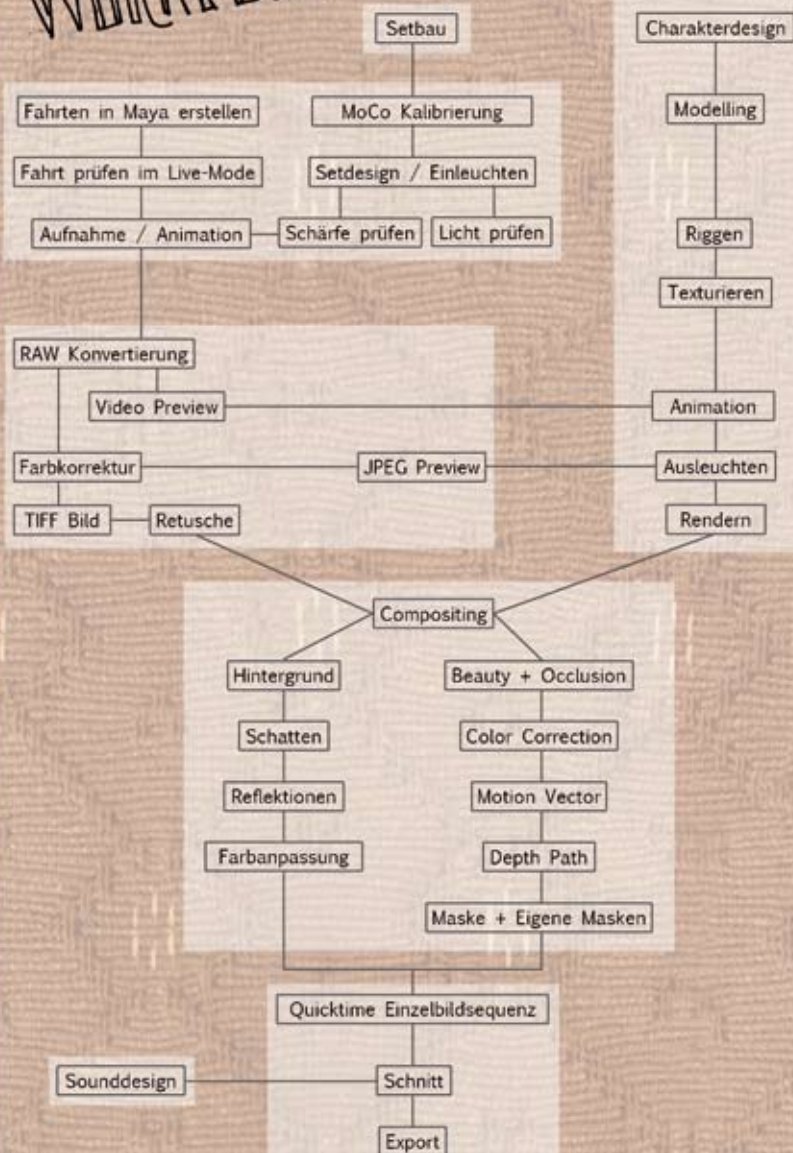 Setbau
Charakterdesign
Fahrten in Maya erstellen
MoCo Kalibrierung
Modelling
Fahrt prüfen im Live-Mode
Setdesign / Einleuchten
Aufnahme / Animation
Schärfe prüfen
Licht prüfen
Riggen
Texturieren
RAW Konvertierung
Video Preview
Animation
Farbkorrektur
JPEG Preview
Ausleuchten
TIFF Bild
Retusche
Rendern
Compositing
Hintergrund
Beauty + Occlusion
Schatten
Color Correction
Reflektionen
Motion Vector
Farbanpassung
Depth Path
Maske + Eigene Masken
Quicktime Einzelbildsequenz
Sounddesign
Schnitt
Export